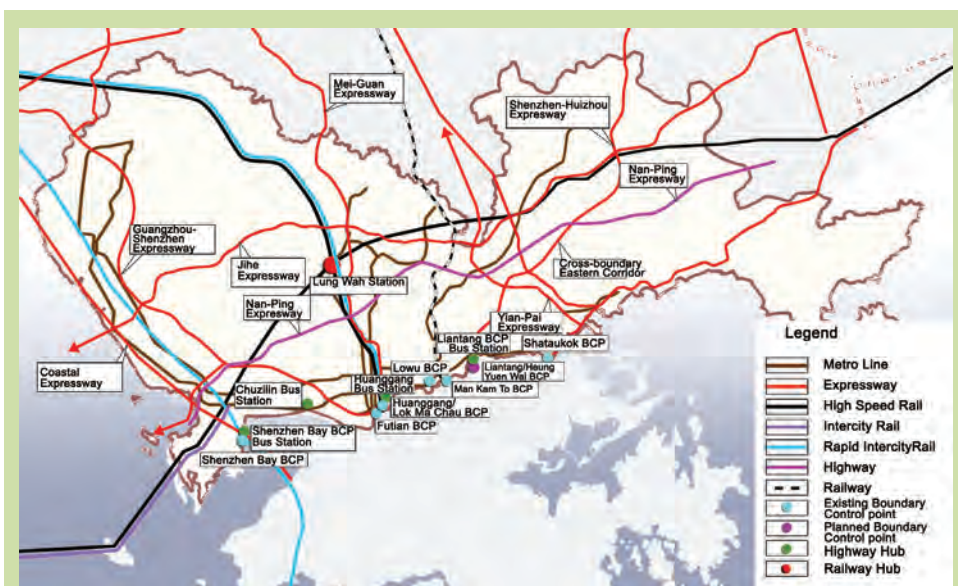 Mei-Guan
Expressway
Shenzhen-Huizhou
Expreway
Nan-Ping
Expresway
Guangzhou-
Shenzhen
Expressway
Jihe
Expressway
Lung Wah Station
Cross-boundary
Eastern Corridor
Nan-Ping
Expressway
Yian-Pai
Expressway
Liantang BCP
Bus Station
Shataukok BCP
Coastal
Expressway
Lowu BCP
Liantang/Heung
Yuen Wai BCP
Huanggang
Bus Station
Man Kam To BCP
Chuzilin Bus
Station
Huanggang/
Lok Ma Chau BCP
Futian BCP
Shenzhen Bay BCP
Bus Station
Shenzhen Bay BCP
Legend
Metro Line
Expressway
High Speed Rail
Intercity Rail
Rapid IntercityRail
Highway
Railway
Existing Boundary
Control point
Planned Boundary
Control point
Highway Hub
Railway Hub